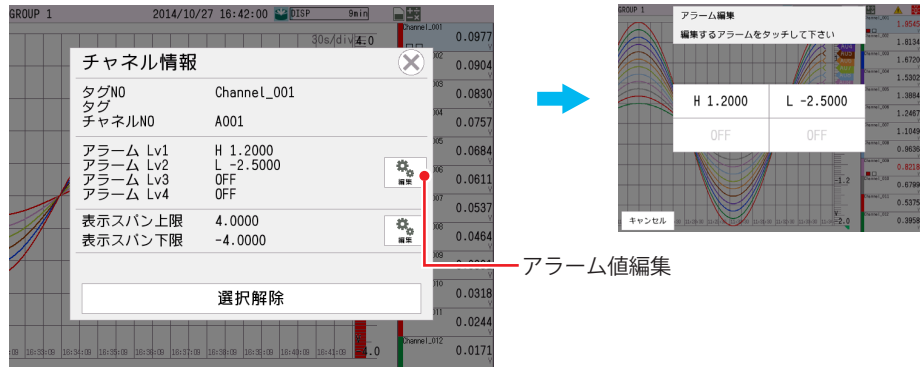 GROUP 1
2014/10/27 16:42:00 DISP 9min
30s/div 4.0
チャネル情報
タグNO Channel_001
タグ
チャネルNO A001
アラーム Lv1 H 1.2000
アラーム Lv2 L -2.5000
アラーム Lv3 OFF
アラーム Lv4 OFF
編集
表示スパン上限 4.0000
表示スパン下限 -4.0000
編集
選択解除
Channel_001
0.0977
0.0904
0.0830
0.0757
0.0684
0.0611
0.0537
0.0464
0.0318
0.0244
Channel_012
0.0171
アラーム値編集
GROUP 1
アラーム編集
編集するアラームをタッチして下さい
H 1.2000 L -2.5000
OFF OFF
キャンセル
1.8134
1.6720
1.5302
1.3864
1.2467
1.1049
0.9636
0.8218
0.6799
0.5375
0.3958
-1.2
-2.0